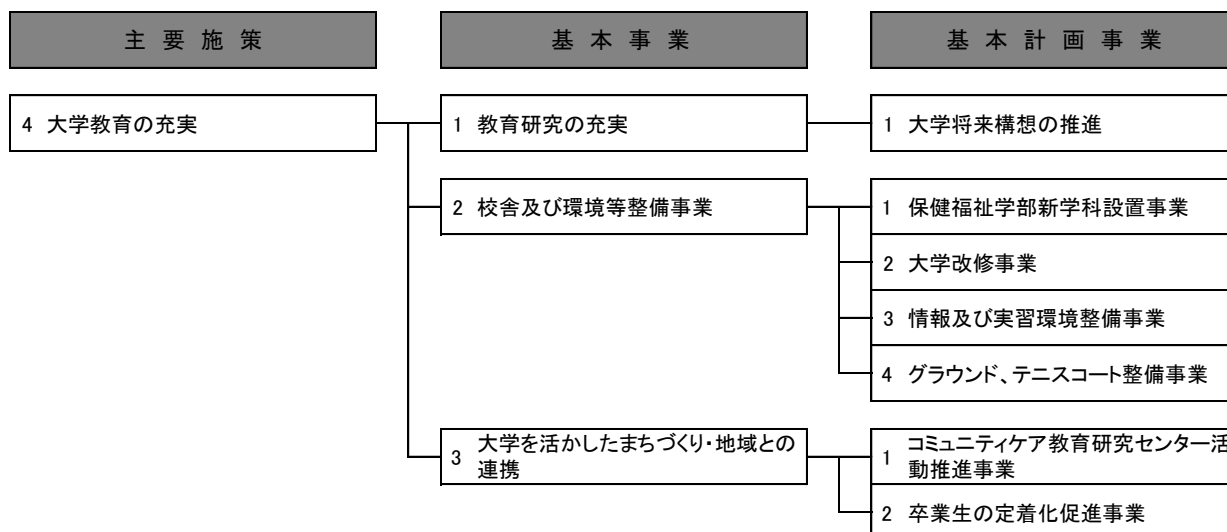 主要施策
基本事業
基本計画事業
4 大学教育の充実
1 教育研究の充実
1 大学将来構想の推進
2 校舎及び環境等整備事業
1 保健福祉学部新学科設置事業
2 大学改修事業
3 情報及び実習環境整備事業
4 グラウンド、テニスコート整備事業
3 大学を活かしたまちづくり・地域との
連携
1 コミュニティケア教育研究センター活
動推進事業
2 卒業生の定着化促進事業